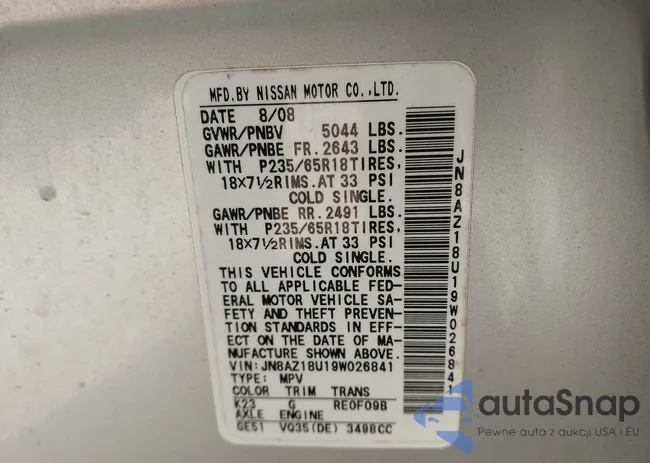 MFD.BY NISSAN MOTOR CO.,LTD.
DATE 8/08
GVWR/PNBV 5044 LBS.
GAWR/PNBE FR. 2643 LBS.
WITH P235/65R18TIRES,
18×7½RIMS.AT 33 PSI
COLD SINGLE.
GAWR/PNBE RR. 2491 LBS.
WITH P235/65R18TIRES,
18×7½RIMS.AT 33 PSI
COLD SINGLE.
THIS VEHICLE CONFORMS
TO ALL APPLICABLE FED-
ERAL MOTOR VEHICLE SA-
FETY AND THEFT PREVEN-
TION STANDARDS IN EFF-
ECT ON THE DATE OF MA-
NUFACTURE SHOWN ABOVE.
VIN: JN8AZ18U19W026841
TYPE: MPV
COLOR TRIM TRANS
K23 G RE0F09B
AXLE ENGINE
GE51 VQ35(DE) 3498CC
JN8AZ18U19W026841
autoSnap
Pewne auta z aukcji USA i EU